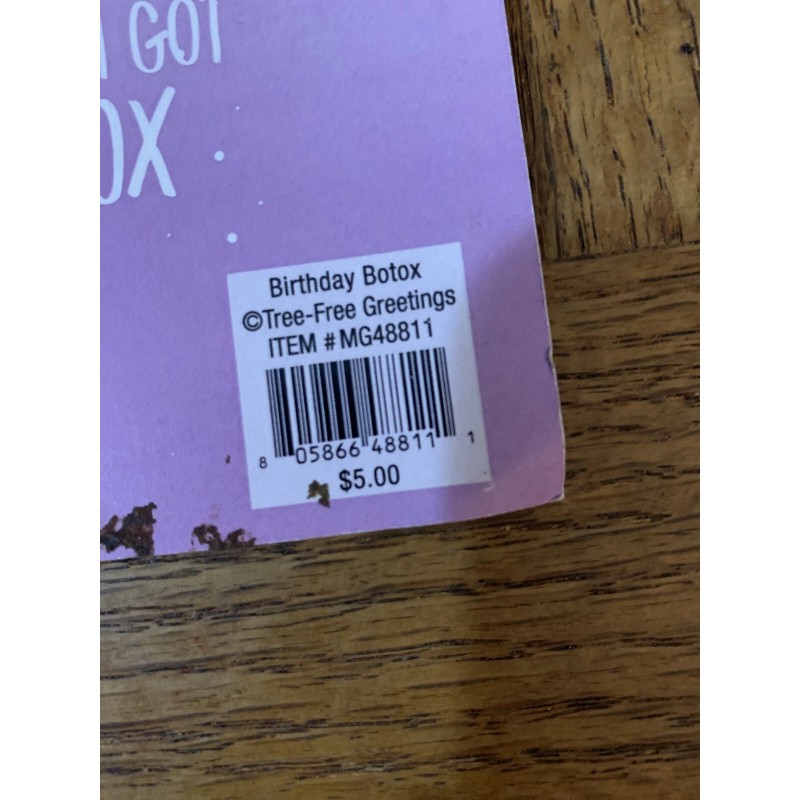 GOT
OX
Birthday Botox
©Tree-Free Greetings
ITEM #MG48811
8 05866 48811 1
$5.00